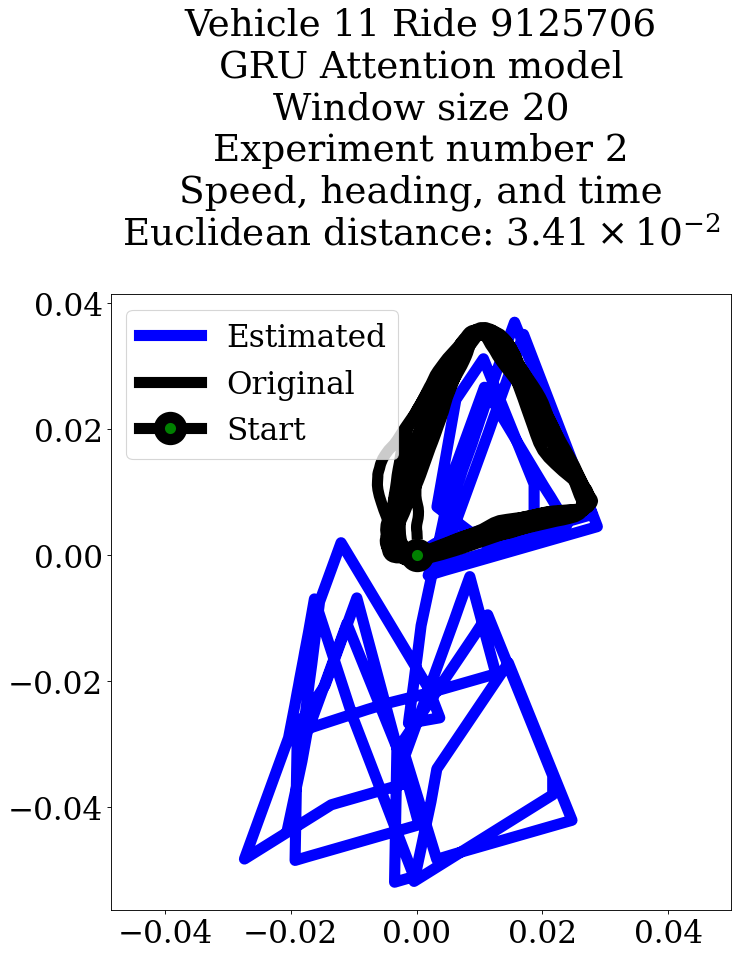 Vehicle 11 Ride 9125706
GRU Attention model
Window size 20
Experiment number 2
Speed, heading, and time
Euclidean distance: 3.41 × 10⁻²
0.04
0.02
0.00
−0.02
−0.04
Estimated
Original
Start
−0.04 −0.02 0.00 0.02 0.04